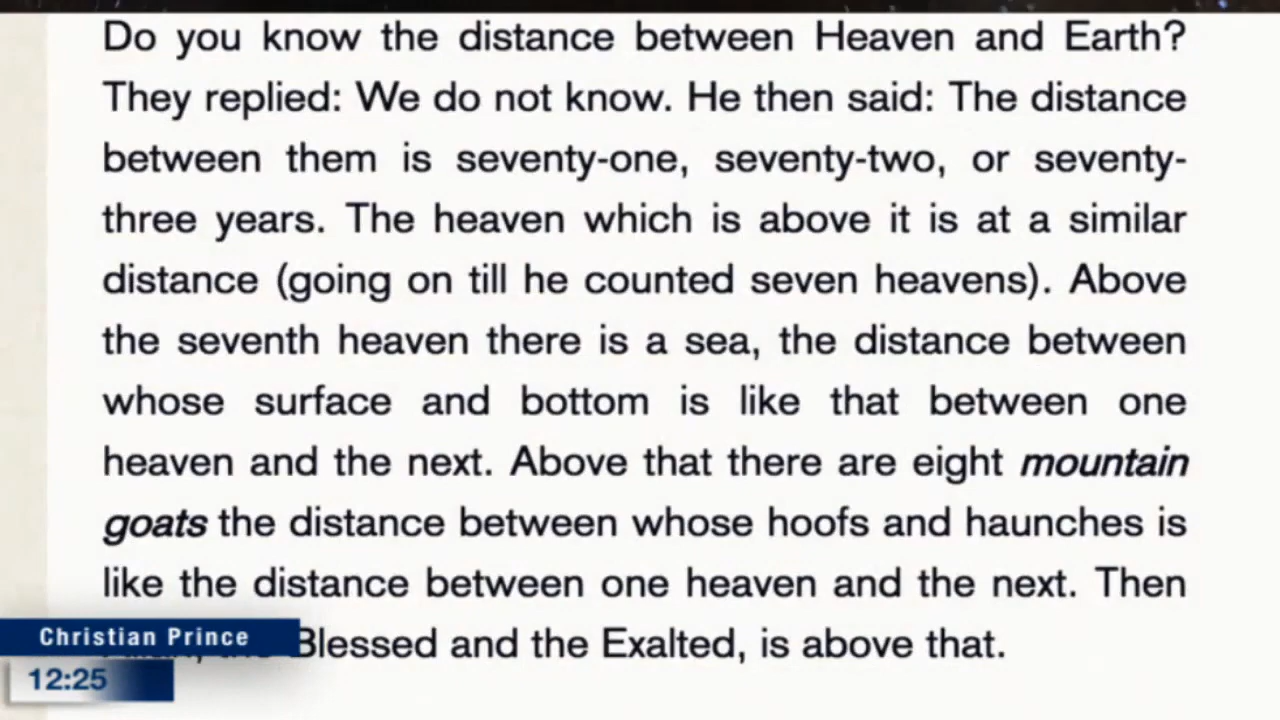 Do you know the distance between Heaven and Earth?
They replied: We do not know. He then said: The distance
between them is seventy-one, seventy-two, or seventy-
three years. The heaven which is above it is at a similar
distance (going on till he counted seven heavens). Above
the seventh heaven there is a sea, the distance between
whose surface and bottom is like that between one
heaven and the next. Above that there are eight mountain
goats the distance between whose hoofs and haunches is
like the distance between one heaven and the next. Then
Blessed and the Exalted, is above that.
Christian Prince
12:25